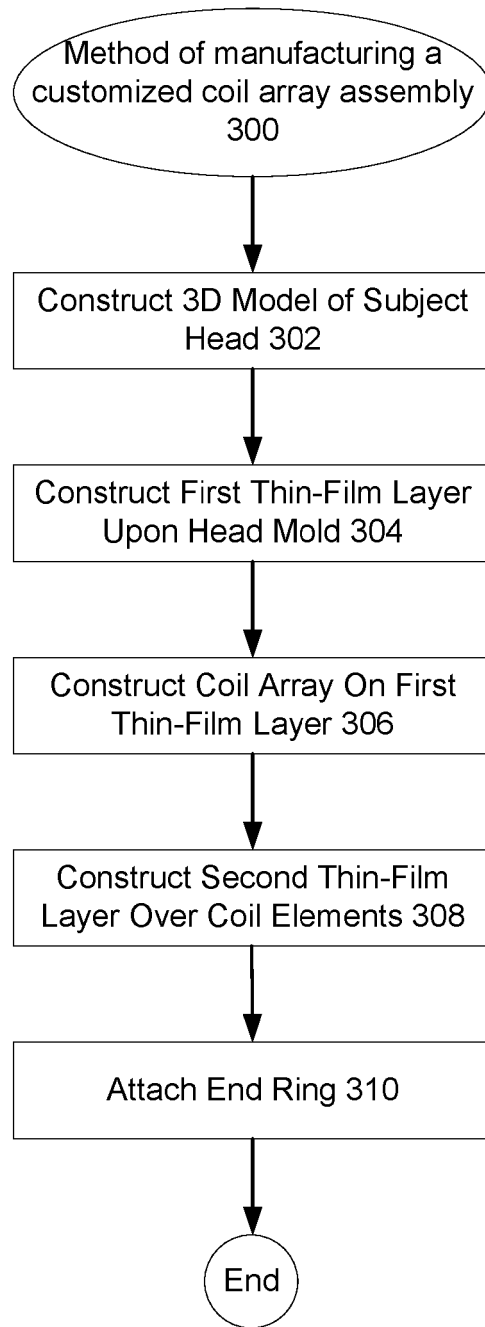 Method of manufacturing a
customized coil array assembly
300
Construct 3D Model of Subject
Head 302
Construct First Thin-Film Layer
Upon Head Mold 304
Construct Coil Array On First
Thin-Film Layer 306
Construct Second Thin-Film
Layer Over Coil Elements 308
Attach End Ring 310
End